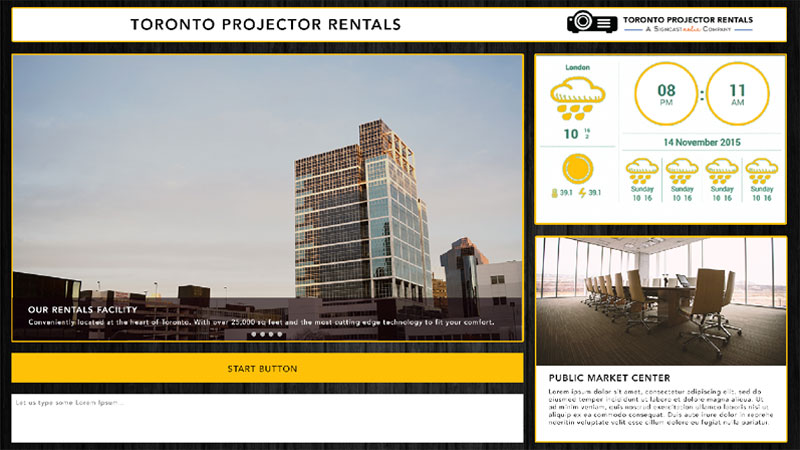 TORONTO PROJECTOR RENTALS
TORONTO PROJECTOR RENTALS
A SIGNCAST COMPANY
London
10 16
2
08 PM : 11 AM
14 November 2015
39.1 39.1
Sunday Sunday Sunday Sunday
10 16 10 16 10 16 10 16
OUR RENTALS FACILITY
Conveniently located at the heart of Toronto. With over 25,000 sq feet and the most cutting edge technology to fit your comfort.
START BUTTON
Let us type some Lorem Ipsum...
PUBLIC MARKET CENTER
Lorem ipsum dolor sit amet, consectetur adipiscing elit, sed do
eiusmod tempor incididunt ut labore et dolore magna aliqua. Ut
ad minim veniam, quis nostrud exercitation ullamco laboris nisi ut
aliquip ex ea commodo consequat. Duis aute irure dolor in reprehe
nderitin voluptate velit esse cillum dolore eu fugiat nulla pariatur.